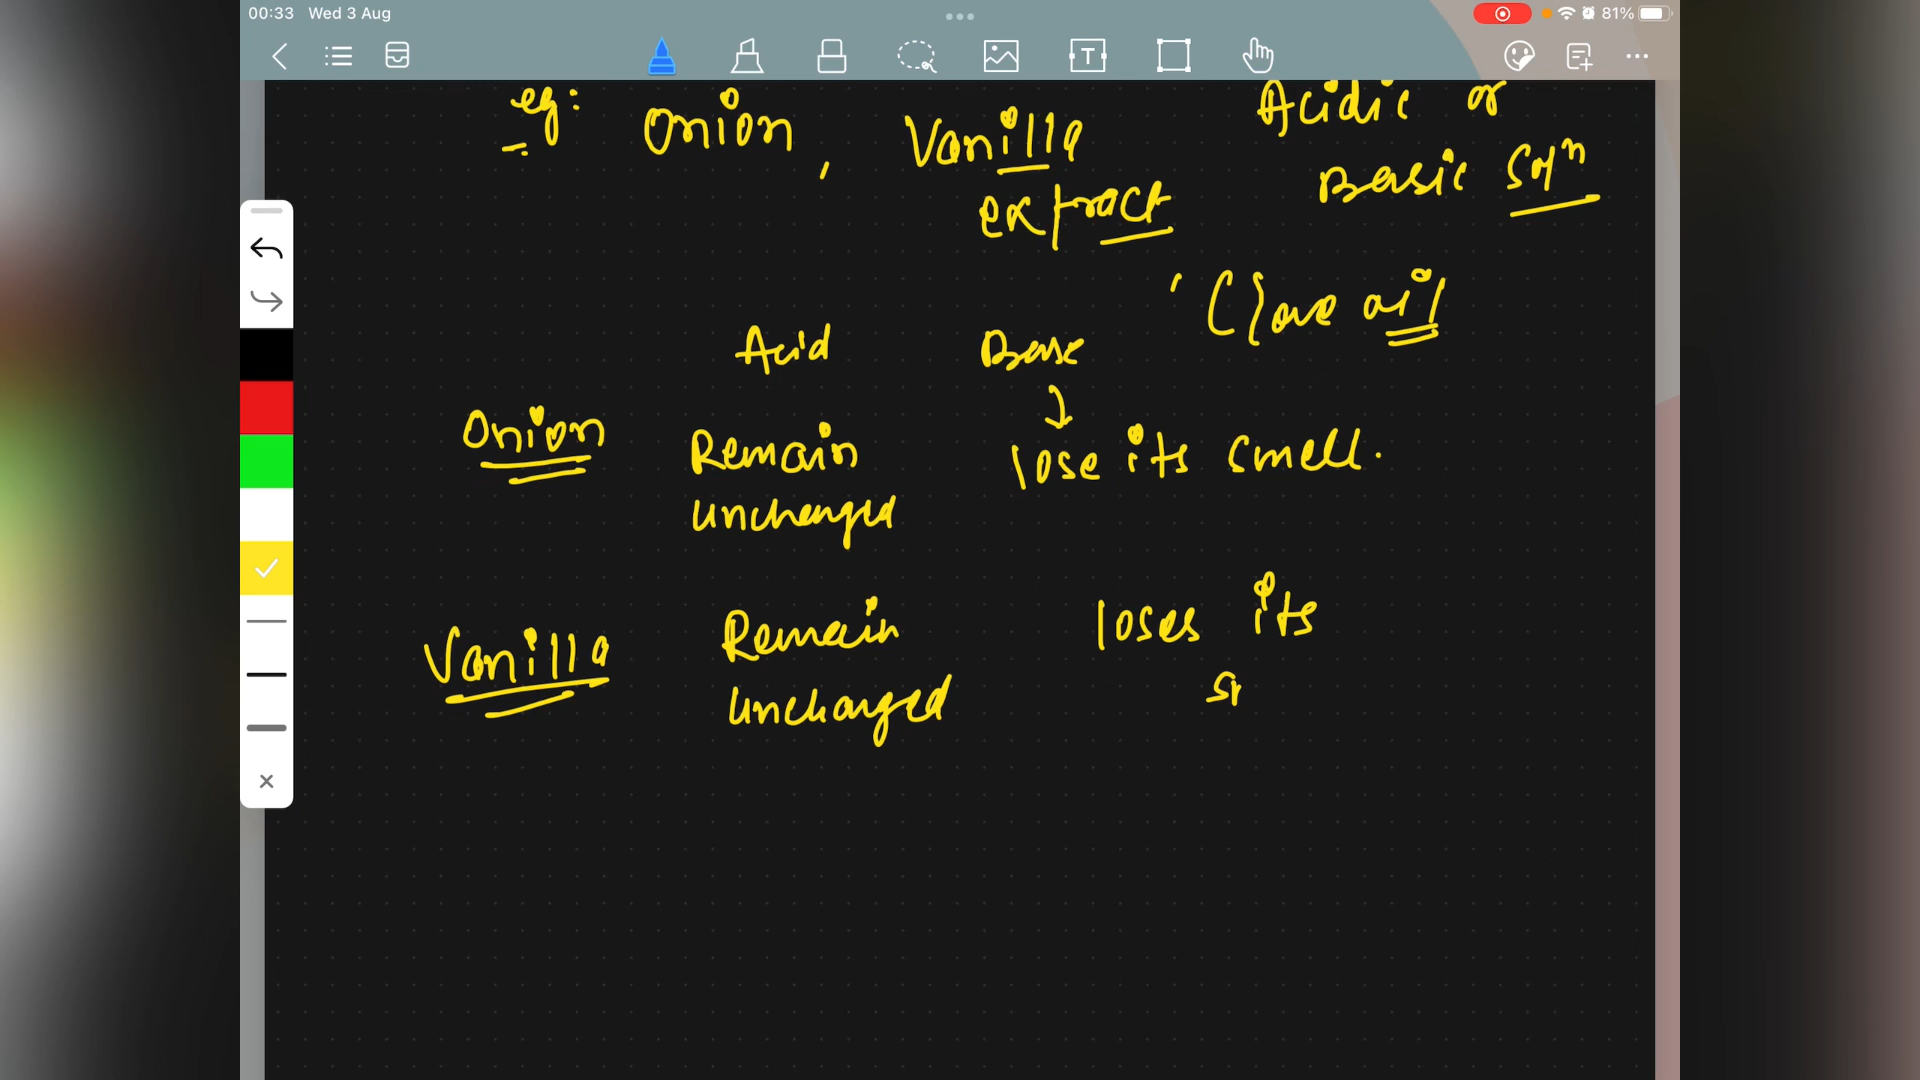 00:33 Wed 3 Aug 81%
T
eg: Onion, Vanilla extract
Acidic or
Basic Solⁿ
, Clove oil
Acid Base
Onion Remain unchanged lose its smell.
Vanilla Remain unchanged loses its